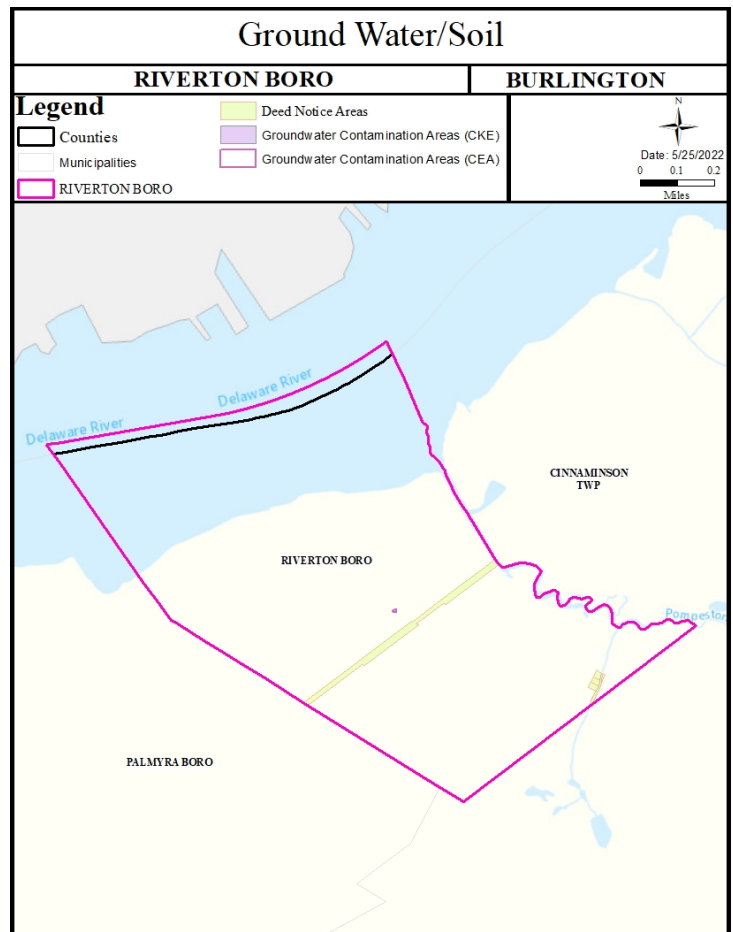 Ground Water/Soil
RIVERTON BORO
BURLINGTON
Legend
Counties
Municipalities
RIVERTON BORO
Deed Notice Areas
Groundwater Contamination Areas (CKE)
Groundwater Contamination Areas (CEA)
N
Date: 5/25/2022
0 0.1 0.2
Miles
Delaware River
Delaware River
CINNAMINSON
TWP
RIVERTON BORO
Pompeston
PALMYRA BORO